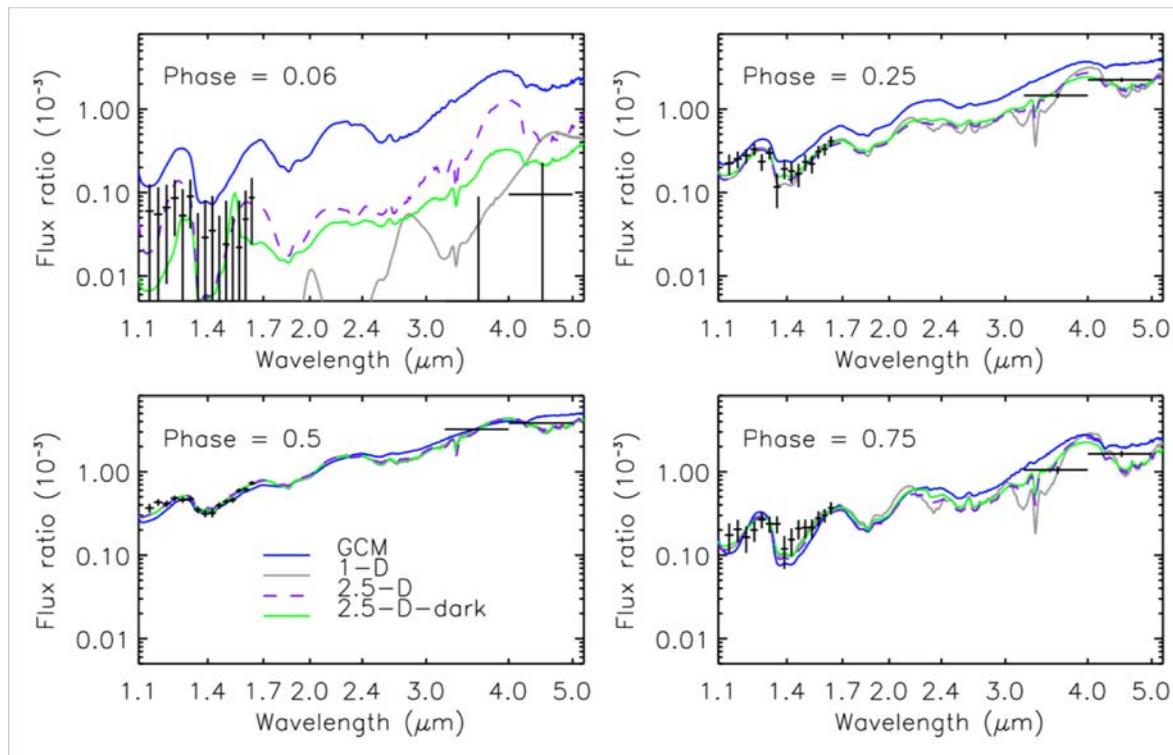 Phase = 0.06
Flux ratio (10⁻³)
1.00
0.10
0.01
1.1 1.4 1.7 2.0 2.4 3.0 4.0 5.0
Wavelength (μm)
Phase = 0.25
Flux ratio (10⁻³)
1.00
0.10
0.01
1.1 1.4 1.7 2.0 2.4 3.0 4.0 5.0
Wavelength (μm)
Phase = 0.5
Flux ratio (10⁻³)
1.00
0.10
0.01
GCM
1-D
2.5-D
2.5-D-dark
1.1 1.4 1.7 2.0 2.4 3.0 4.0 5.0
Wavelength (μm)
Phase = 0.75
Flux ratio (10⁻³)
1.00
0.10
0.01
1.1 1.4 1.7 2.0 2.4 3.0 4.0 5.0
Wavelength (μm)